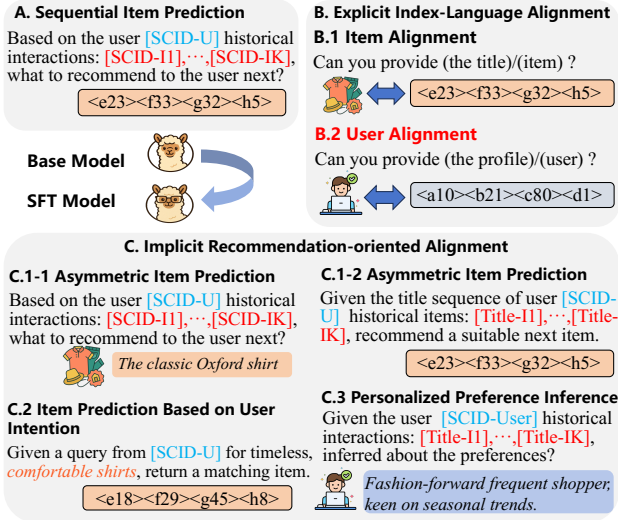 A. Sequential Item Prediction
Based on the user [SCID-U] historical
interactions: [SCID-I1],···,[SCID-IK],
what to recommend to the user next?
<e23><f33><g32><h5>
Base Model
SFT Model
B. Explicit Index-Language Alignment
B.1 Item Alignment
Can you provide (the title)/(item) ?
<e23><f33><g32><h5>
B.2 User Alignment
Can you provide (the profile)/(user) ?
<a10><b21><c80><d1>
C. Implicit Recommendation-oriented Alignment
C.1-1 Asymmetric Item Prediction
Based on the user [SCID-U] historical
interactions: [SCID-I1],···,[SCID-IK],
what to recommend to the user next?
The classic Oxford shirt
C.1-2 Asymmetric Item Prediction
Given the title sequence of user [SCID-
U] historical items: [Title-I1],···,[Title-
IK], recommend a suitable next item.
<e23><f33><g32><h5>
C.2 Item Prediction Based on User
Intention
Given a query from [SCID-U] for timeless,
comfortable shirts, return a matching item.
<e18><f29><g45><h8>
C.3 Personalized Preference Inference
Given the user [SCID-User] historical
interactions: [Title-I1],···,[Title-IK],
inferred about the preferences?
Fashion-forward frequent shopper,
keen on seasonal trends.